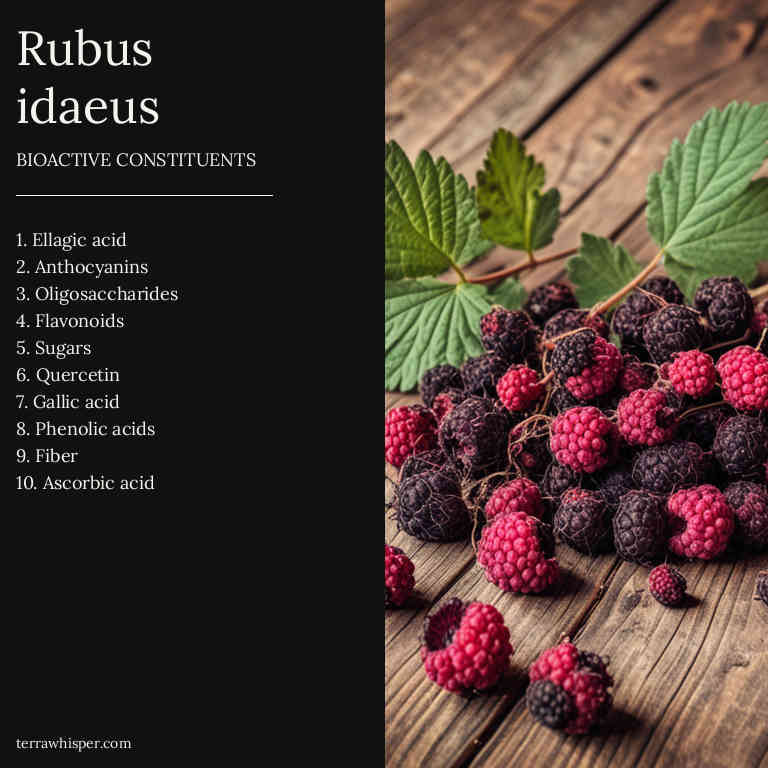 Rubus
idaeus
BIOACTIVE CONSTITUENTS
1. Ellagic acid
2. Anthocyanins
3. Oligosaccharides
4. Flavonoids
5. Sugars
6. Quercetin
7. Gallic acid
8. Phenolic acids
9. Fiber
10. Ascorbic acid
terrawhisper.com